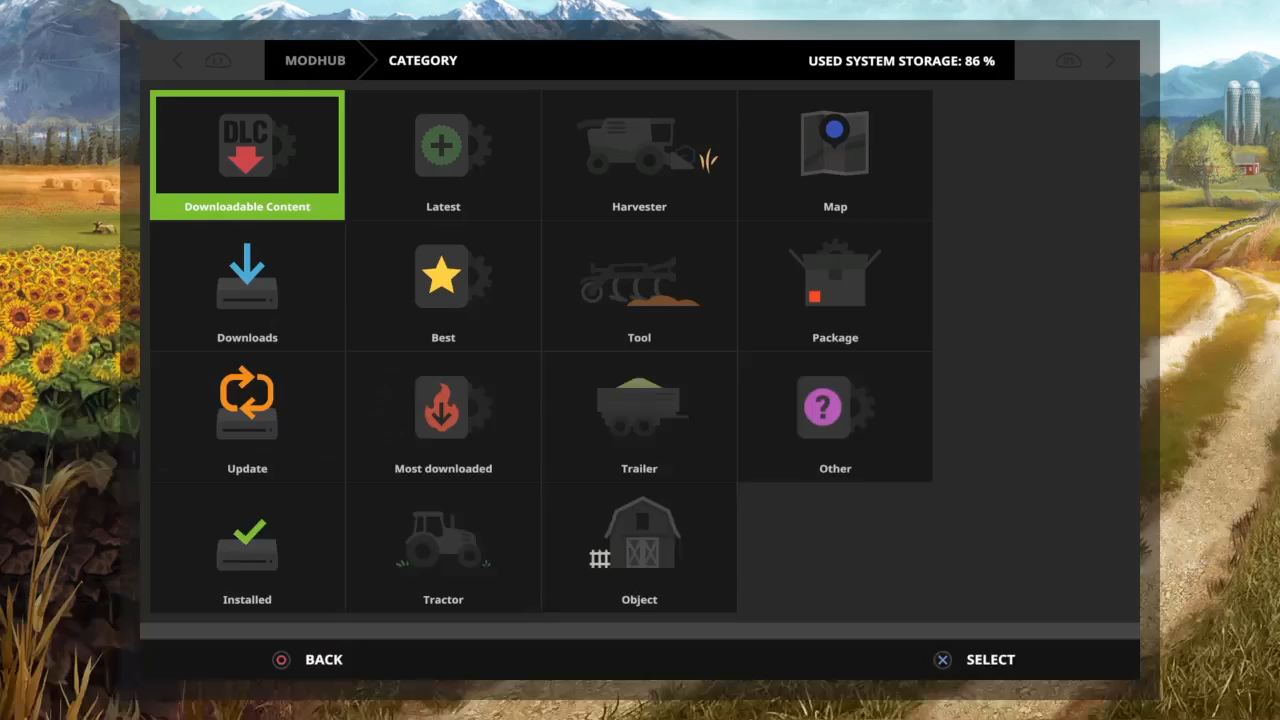 MODHUB
CATEGORY
USED SYSTEM STORAGE: 86 %
DLC
Downloadable Content
Latest
Harvester
Map
Downloads
Best
Tool
Package
Update
Most downloaded
Trailer
?
Other
Installed
Tractor
Object
BACK
SELECT